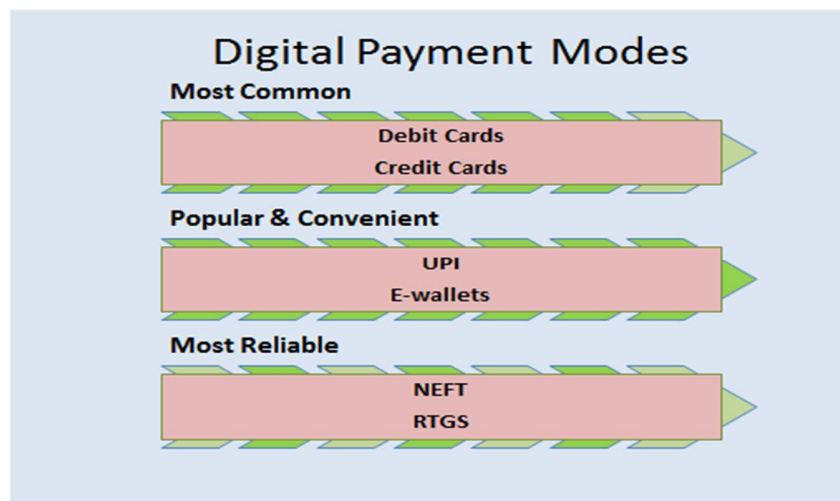 Digital Payment Modes
Most Common
Debit Cards
Credit Cards
Popular & Convenient
UPI
E-wallets
Most Reliable
NEFT
RTGS